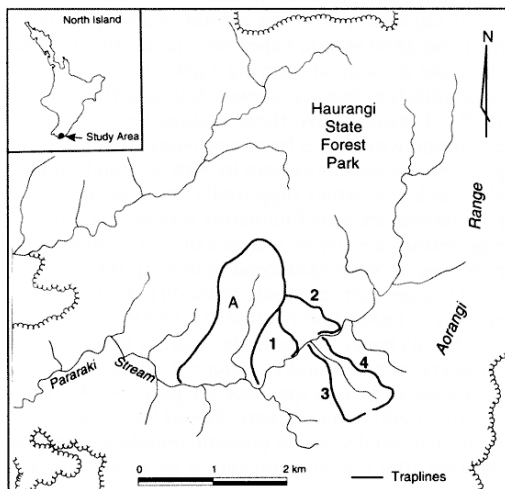 North Island
Study Area
N
Haurangi
State
Forest
Park
Range
Aorangi
A
2
1
4
3
Pararaki Stream
0 1 2 km
Traplines